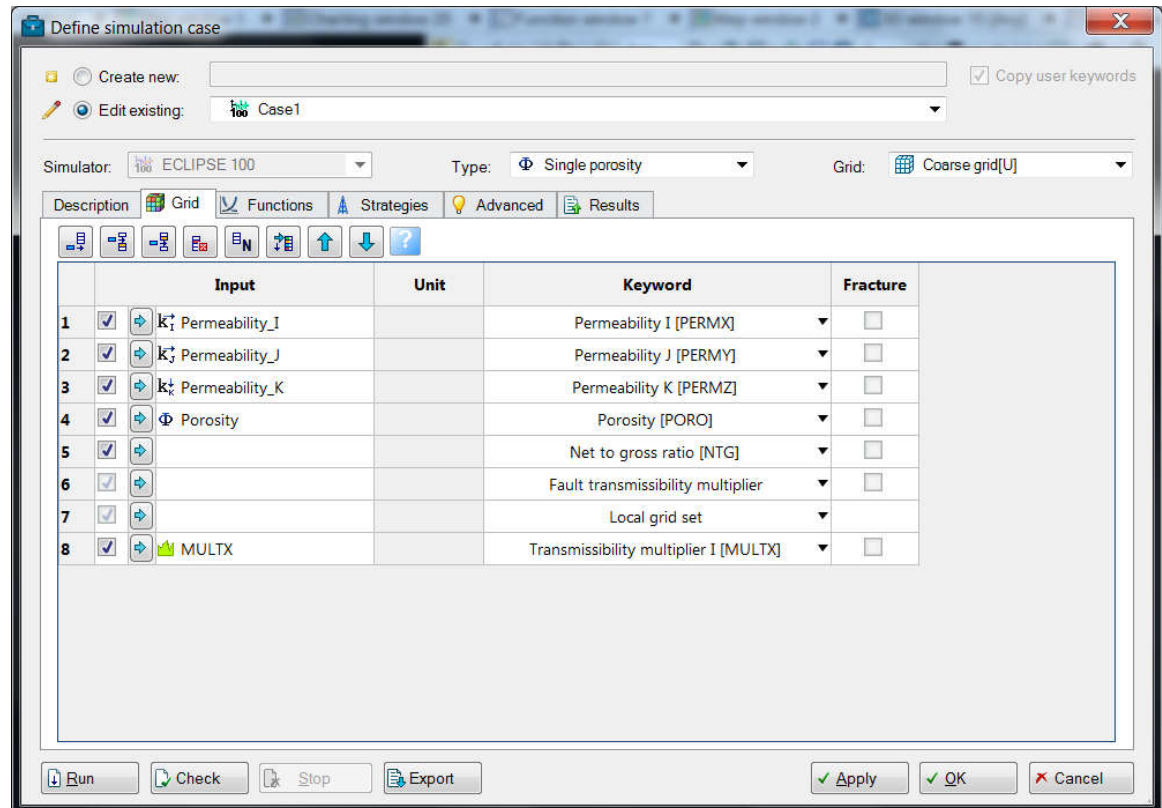 Define simulation case
Create new: Copy user keywords
Edit existing: Case1
Simulator: ECLIPSE 100 Type: Single porosity Grid: Coarse grid[U]
Description Grid Functions Strategies Advanced Results
Input Unit Keyword Fracture
1 Permeability_I Permeability I [PERMX]
2 Permeability_J Permeability J [PERMY]
3 Permeability_K Permeability K [PERMZ]
4 Φ Porosity Porosity [PORO]
5 Net to gross ratio [NTG]
6 Fault transmissibility multiplier
7 Local grid set
8 MULTX Transmissibility multiplier I [MULTX]
Run Check Stop Export Apply OK Cancel